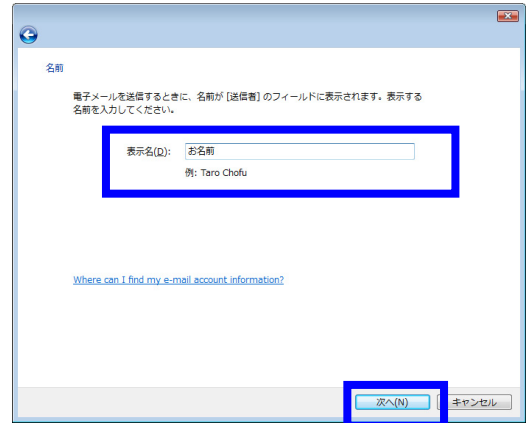 名前
電子メールを送信するときに、名前が [送信者] のフィールドに表示されます。表示する
名前を入力してください。
表示名(D): お名前
例: Taro Chofu
Where can I find my e-mail account information?
次へ(N) キャンセル